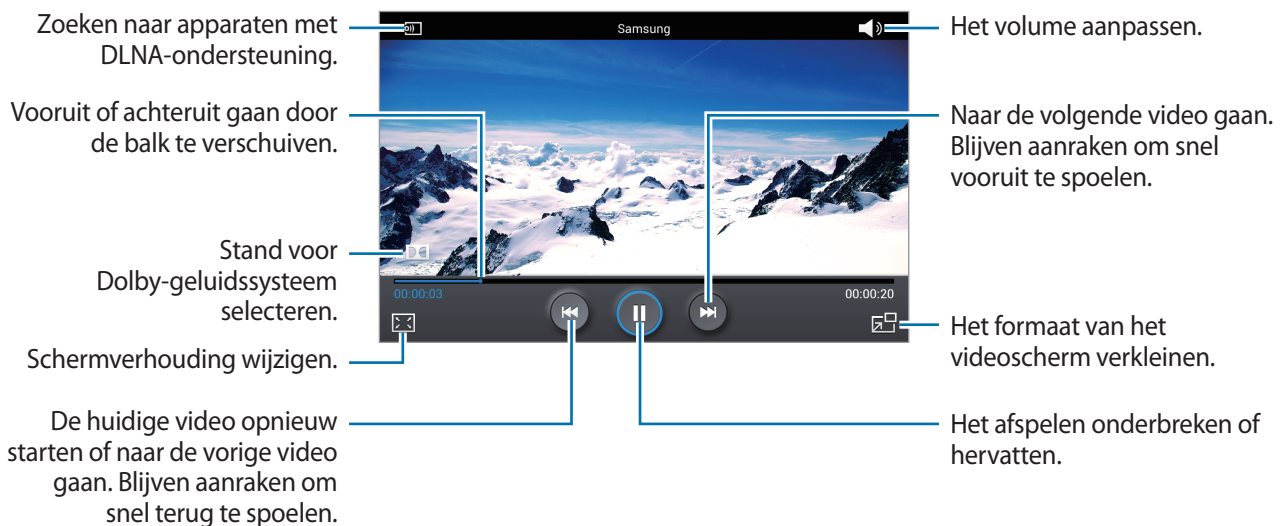 Zoeken naar apparaten met
DLNA-ondersteuning.
Vooruit of achteruit gaan door
de balk te verschuiven.
Stand voor
Dolby-geluidssysteem
selecteren.
Schermverhouding wijzigen.
De huidige video opnieuw
starten of naar de vorige video
gaan. Blijven aanraken om
snel terug te spoelen.
Samsung
00:00:03
00:00:20
Het volume aanpassen.
Naar de volgende video gaan.
Blijven aanraken om snel
vooruit te spoelen.
Het formaat van het
videoscherm verkleinen.
Het afspelen onderbreken of
hervatten.